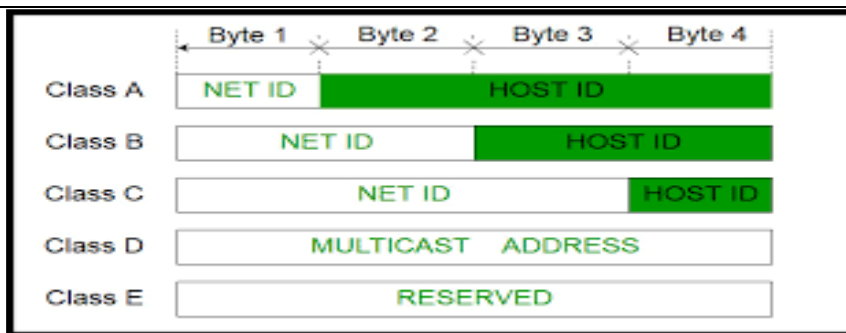 Byte 1 Byte 2 Byte 3 Byte 4
Class A NET ID HOST ID
Class B NET ID HOST ID
Class C NET ID HOST ID
Class D MULTICAST ADDRESS
Class E RESERVED